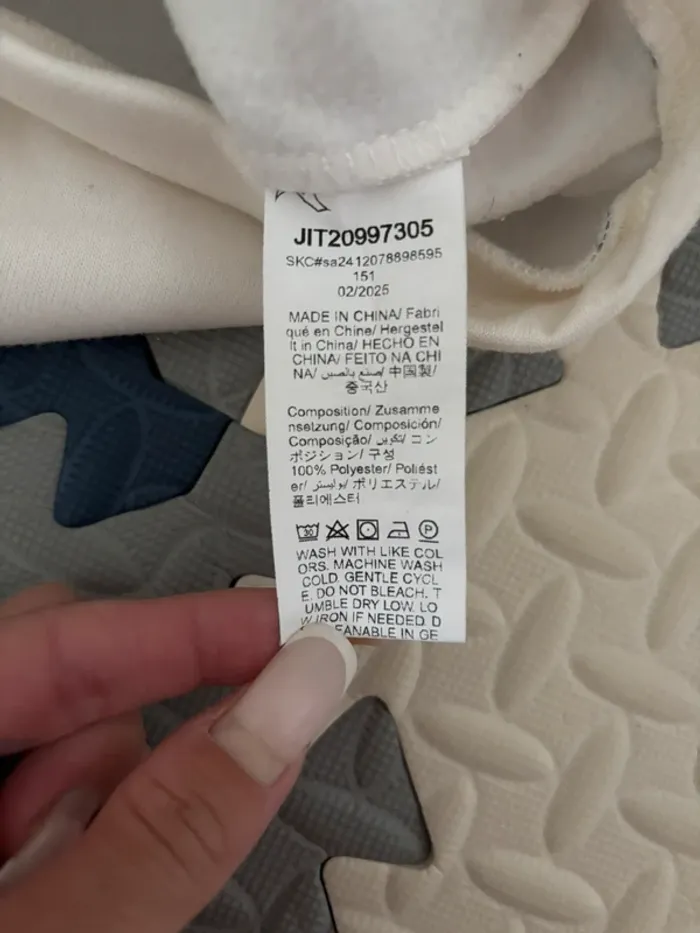 JIT20997305
SKC#sa2412078898595
151
02/2025
MADE IN CHINA/ Fabri
qué en Chine/ Hergestel
lt in China/ HECHO EN
CHINA/ FEITO NA CHI
NA/ صنع بالصين/ 中国製/
중국산
Composition/ Zusamme
nsetzung/ Composición/
Composição/ تكوين/ コン
ポジション/ 구성
100% Polyester/ Poliést
er/ بوليستر/ ポリエステル/
폴리에스터
30 P
WASH WITH LIKE COL
ORS. MACHINE WASH
COLD. GENTLE CYCL
E. DO NOT BLEACH. T
UMBLE DRY LOW. LO
W IRON IF NEEDED. D
EANABLE IN GE